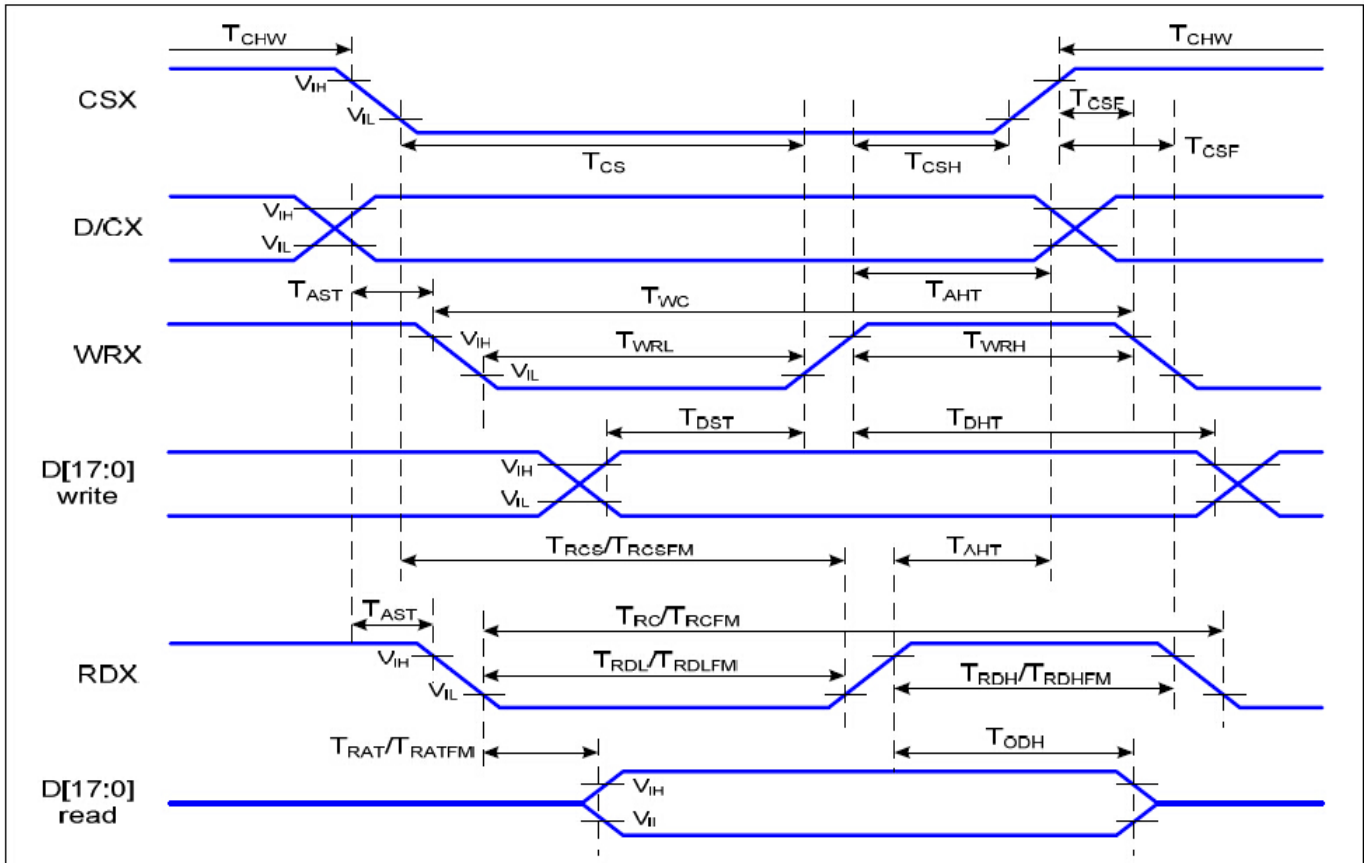 TCHW
TCHW
VIH
CSX
TCSF
VIL
TCSF
TCS
TCSH
VIH
D/CX
VIL
TAST
TWC
TAHT
VIH
WRX
TWRL
TWRH
VIL
TDST
TDHT
D[17:0]
write
VIH
VIL
TRCS/TRCSFM
TAHT
TAST
TRC/TRCFM
RDX
VIH
TRDL/TRDLFM
TRDH/TRDHFM
VIL
TRAT/TRATFM
TODH
D[17:0]
read
VIH
VIL